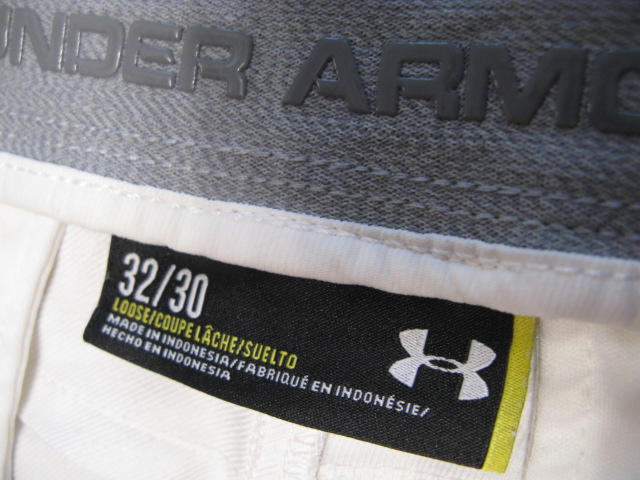 UNDER ARMO
32/30
LOOSE/COUPE LÂCHE/SUELTO
MADE IN INDONESIA/FABRIQUÉ EN INDONÉSIE/
HECHO EN INDONESIA